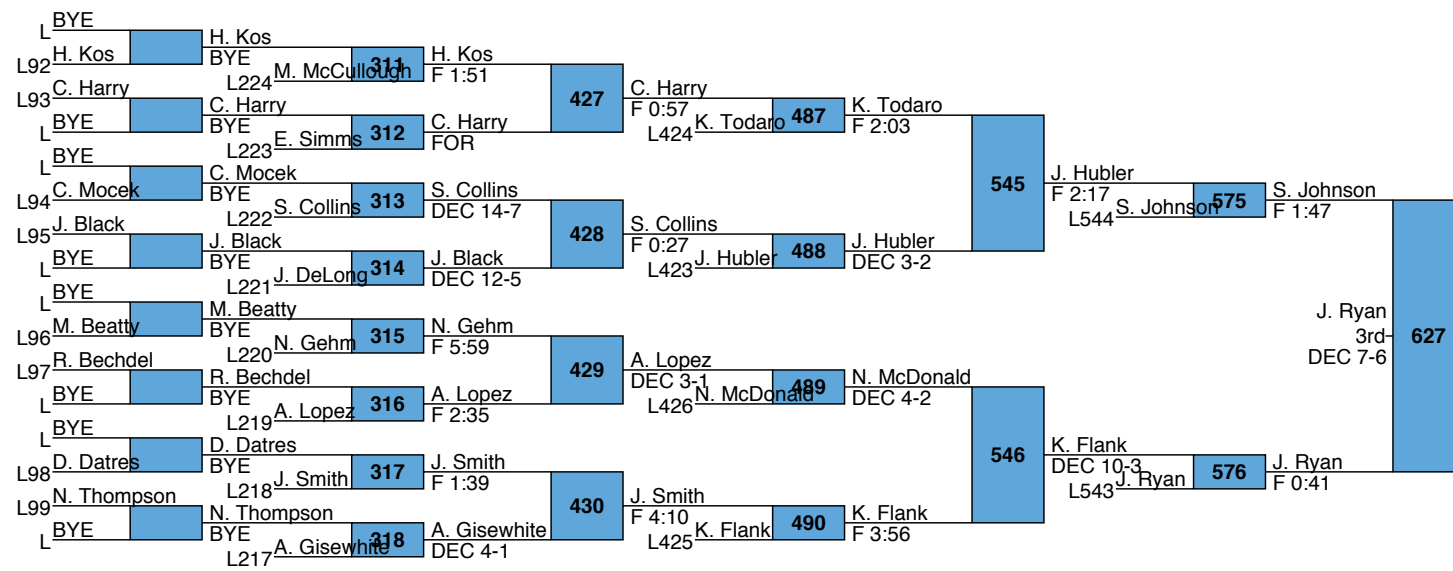 BYE
L
H. Kos
L92
C. Harry
L93
BYE
L
BYE
L
C. Mocek
L94
J. Black
L95
BYE
L
BYE
L
M. Beatty
L96
R. Bechdel
L97
BYE
L
BYE
L
D. Datres
L98
N. Thompson
L99
BYE
L
H. Kos
BYE
L224
M. McCullough
311
C. Harry
BYE
L223
E. Simms
312
C. Mocek
BYE
L222
S. Collins
313
J. Black
BYE
L221
J. DeLong
314
M. Beatty
BYE
L220
N. Gehm
315
R. Bechdel
BYE
L219
A. Lopez
316
D. Datres
BYE
L218
J. Smith
317
N. Thompson
BYE
L217
A. Gisewhite
318
H. Kos
F 1:51
427
C. Harry
FOR
S. Collins
DEC 14-7
428
J. Black
DEC 12-5
N. Gehm
F 5:59
429
A. Lopez
F 2:35
J. Smith
F 1:39
430
A. Gisewhite
DEC 4-1
C. Harry
F 0:57
L424
K. Todaro
487
S. Collins
F 0:27
L423
J. Hubler
488
A. Lopez
DEC 3-1
L426
N. McDonald
489
J. Smith
F 4:10
L425
K. Flank
490
K. Todaro
F 2:03
545
J. Hubler
DEC 3-2
N. McDonald
DEC 4-2
546
K. Flank
F 3:56
J. Hubler
F 2:17
L544
S. Johnson
575
K. Flank
DEC 10-3
L543
J. Ryan
576
S. Johnson
F 1:47
J. Ryan
F 0:41
J. Ryan
3rd
DEC 7-6
627